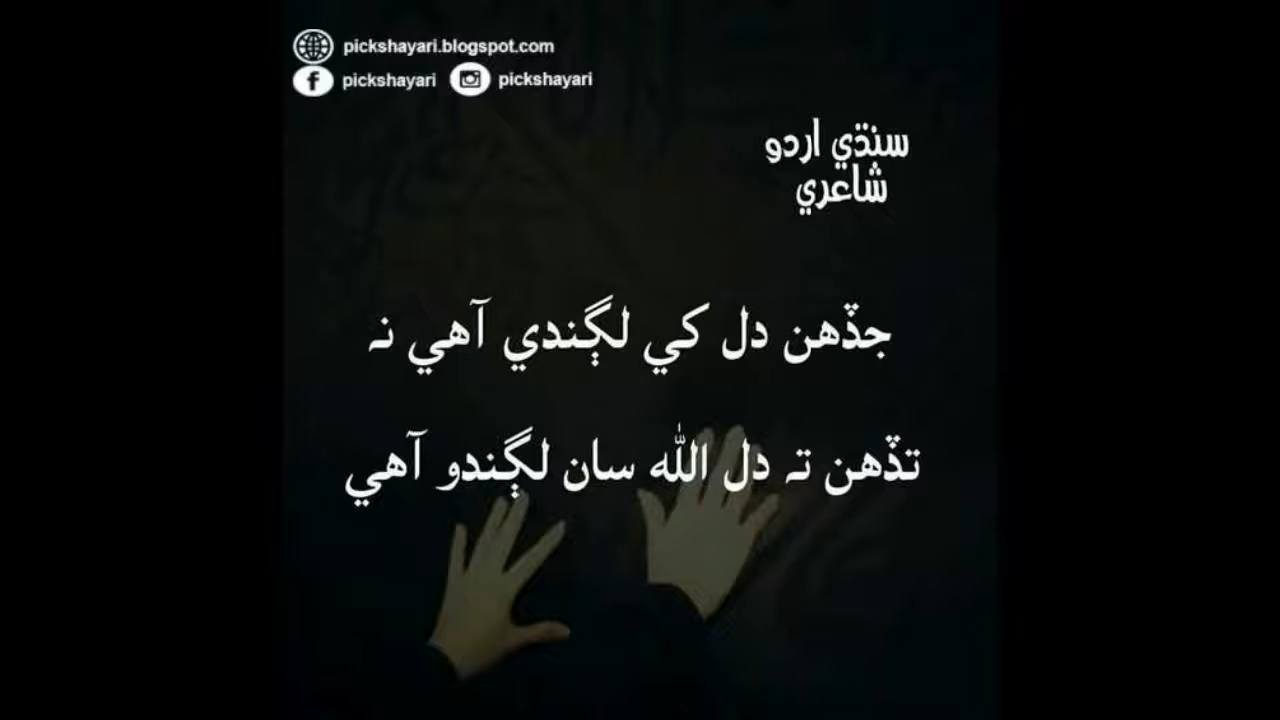 pickshayari.blogspot.com
pickshayari pickshayari
سنڌي اردو
شاعري
جڏهن دل کي لڳندي آهي نہ
تڏهن تہ دل الله سان لڳندو آهي